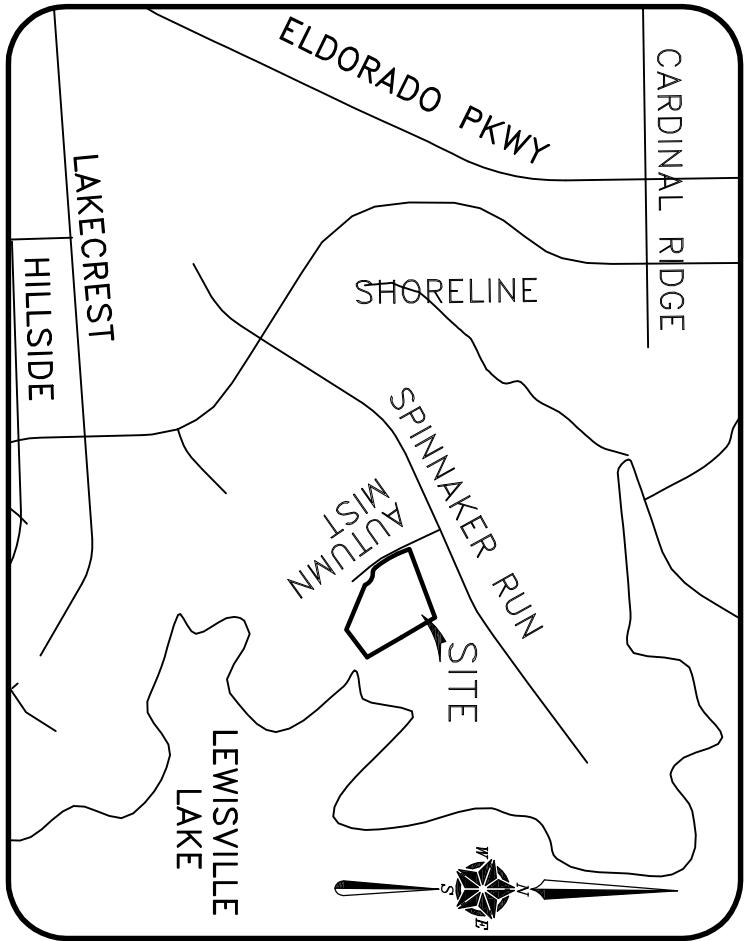 ELDORADO PKWY
CARDINAL RIDGE
LAKECREST
HILLSIDE
SHORELINE
SPINNAKER RUN
AUTUMN
MIST
SITE
LEWISVILLE
LAKE
W
N
S
E